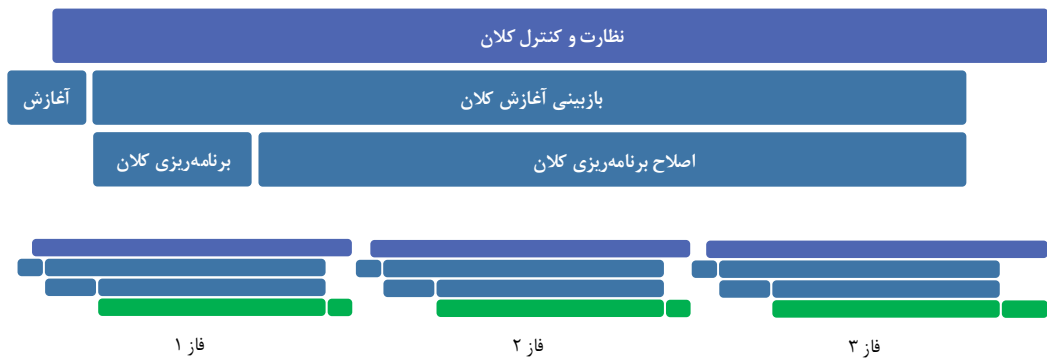 نظارت و کنترل کلان
آغازش
بازبینی آغازش کلان
برنامه‌ریزی کلان
اصلاح برنامه‌ریزی کلان
فاز ۱
فاز ۲
فاز ۳